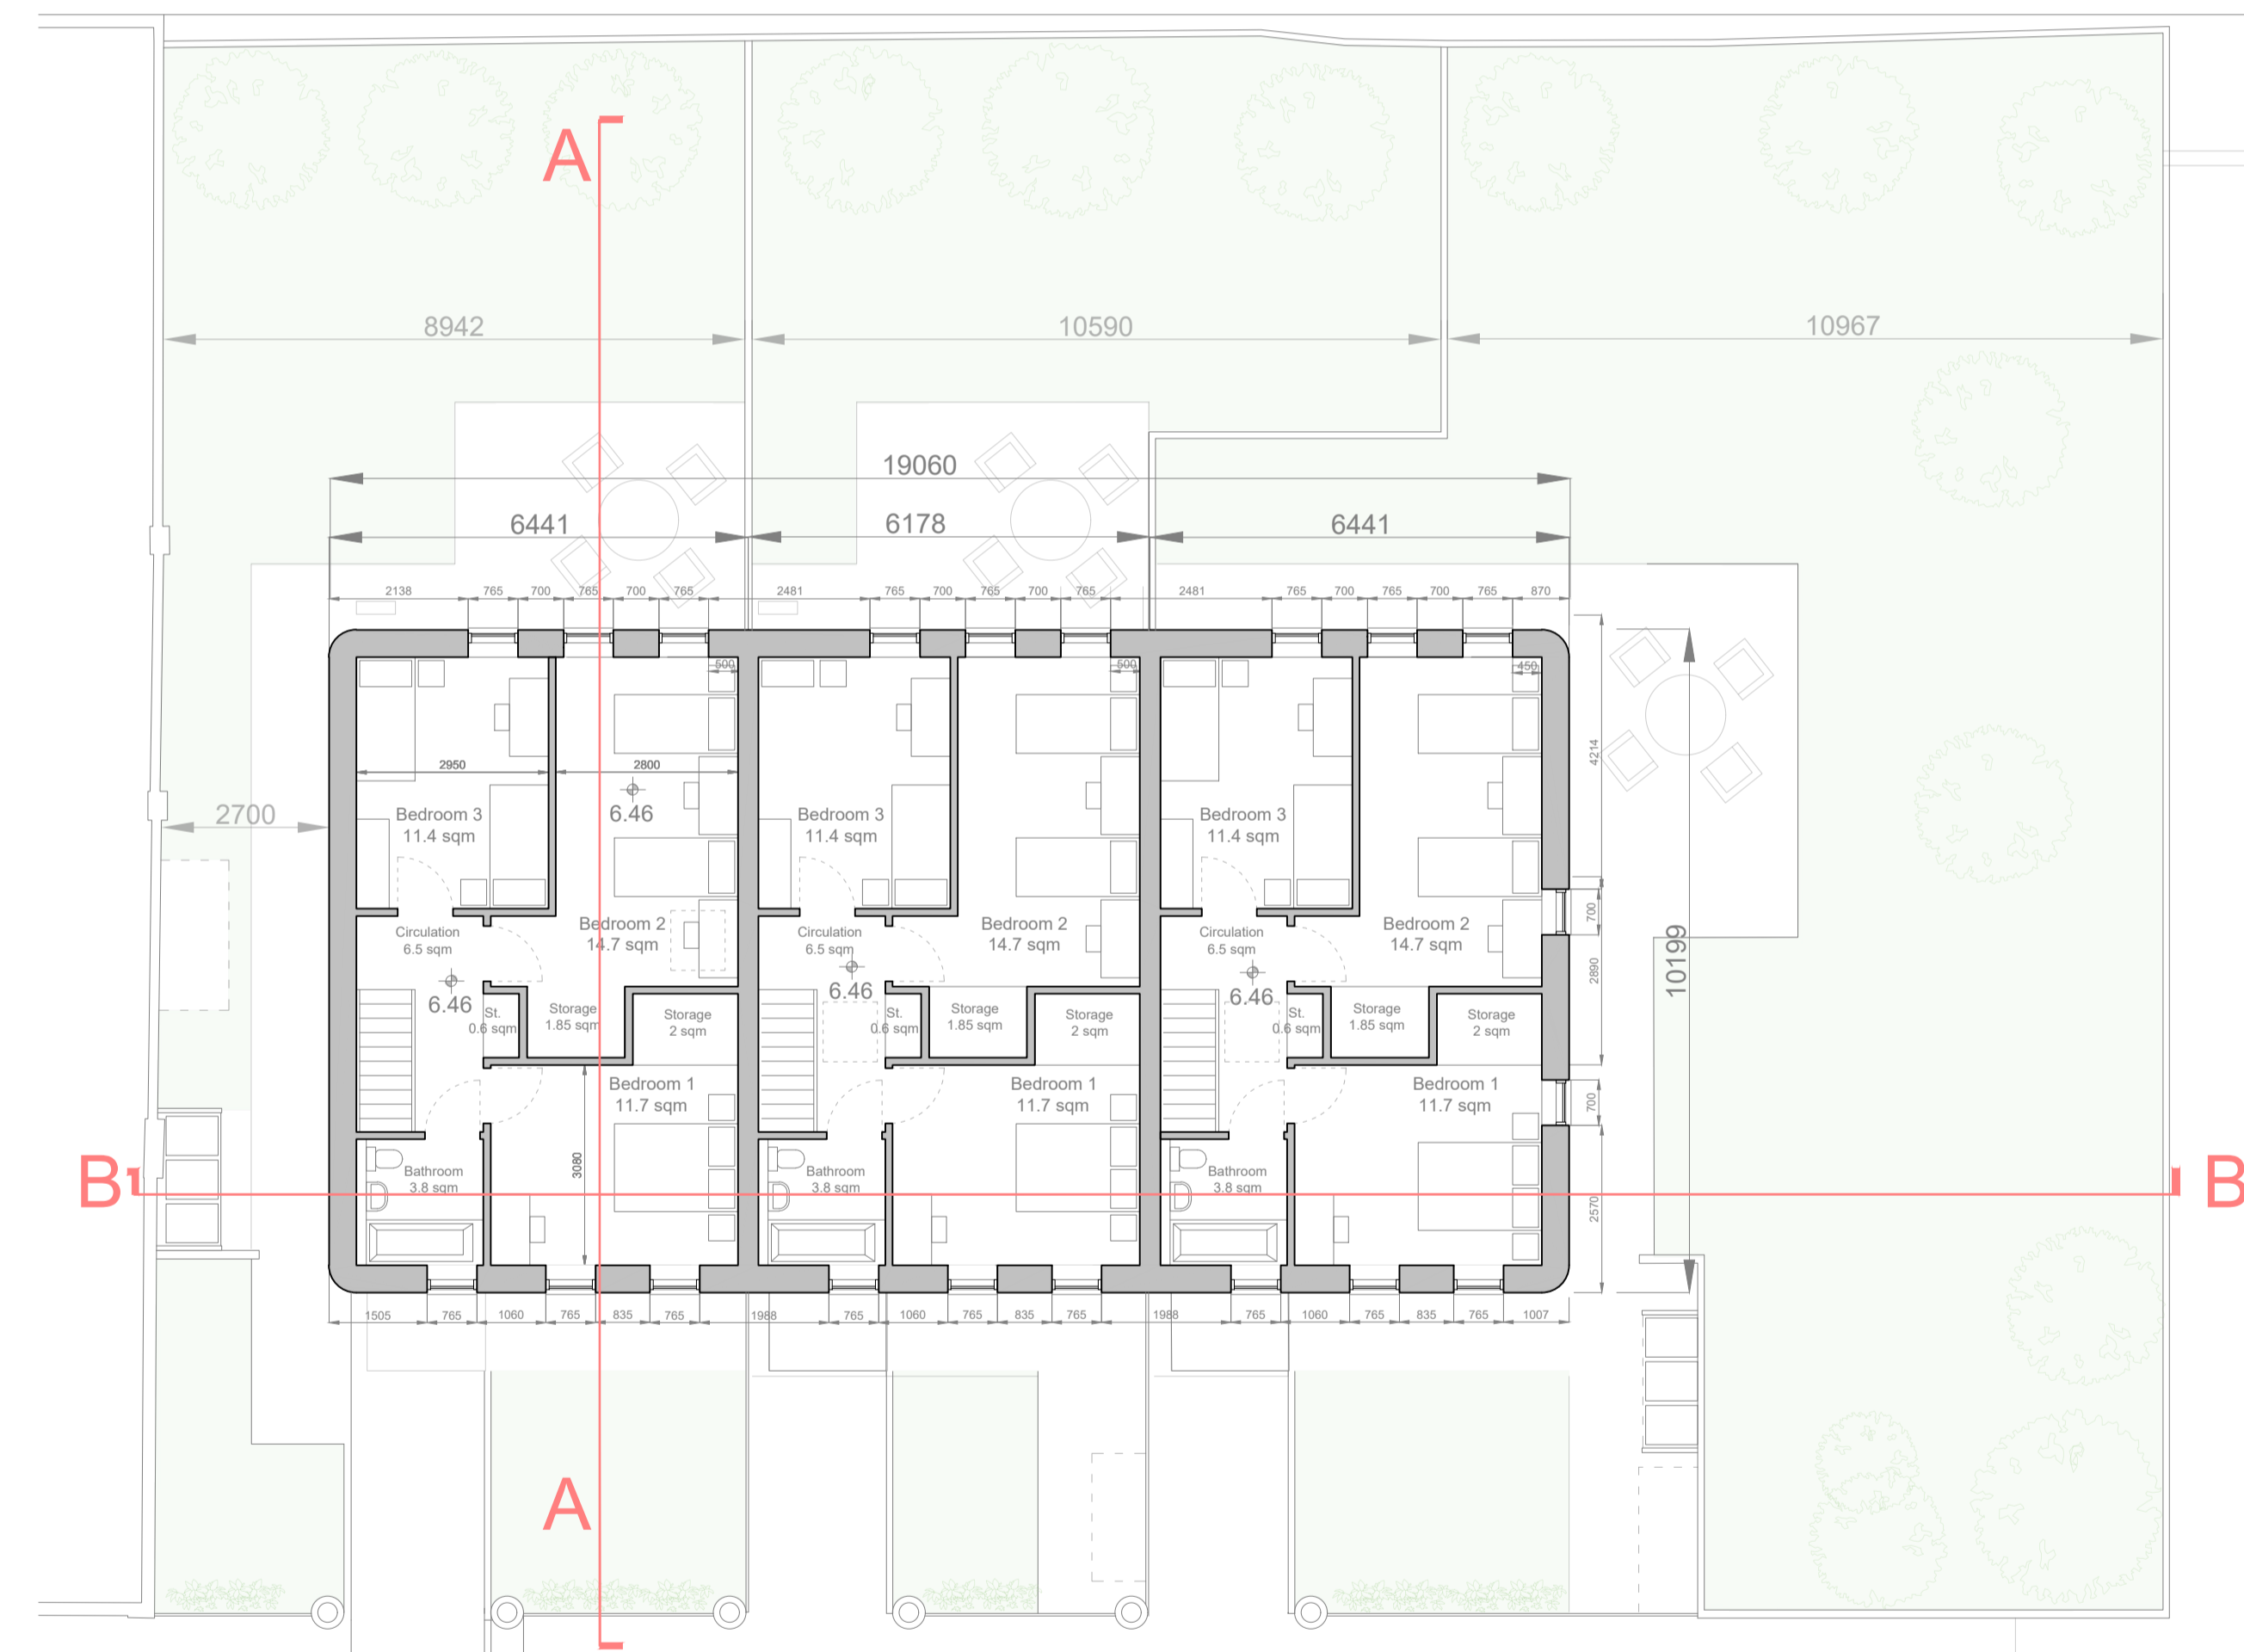 A
8942
10590
10967
19060
6441
6178
6441
2138
765
700
765
700
765
2481
765
700
765
700
765
2481
765
700
765
700
765
870
500
500
450
4214
2950
2800
6.46
2700
Bedroom 3
11.4 sqm
Bedroom 3
11.4 sqm
Bedroom 3
11.4 sqm
Bedroom 2
14.7 sqm
Bedroom 2
14.7 sqm
Bedroom 2
14.7 sqm
700
Circulation
6.5 sqm
Circulation
6.5 sqm
Circulation
6.5 sqm
10199
2890
6.46
6.46
6.46
St.
0.6 sqm
Storage
1.85 sqm
Storage
2 sqm
St.
0.6 sqm
Storage
1.85 sqm
Storage
2 sqm
St.
0.6 sqm
Storage
1.85 sqm
Storage
2 sqm
Bedroom 1
11.7 sqm
Bedroom 1
11.7 sqm
Bedroom 1
11.7 sqm
700
3080
B
Bathroom
3.8 sqm
Bathroom
3.8 sqm
Bathroom
3.8 sqm
B
2570
1505
765
1060
765
835
765
1988
765
1060
765
835
765
1988
765
1060
765
835
765
1007
A